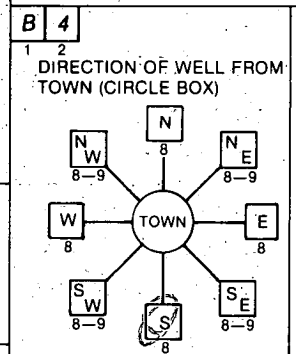 B 4
1 2
DIRECTION OF WELL FROM
TOWN (CIRCLE BOX)
N
8
N W
8—9
N E
8—9
W
8
TOWN
E
8
S W
8—9
S E
8—9
S
8